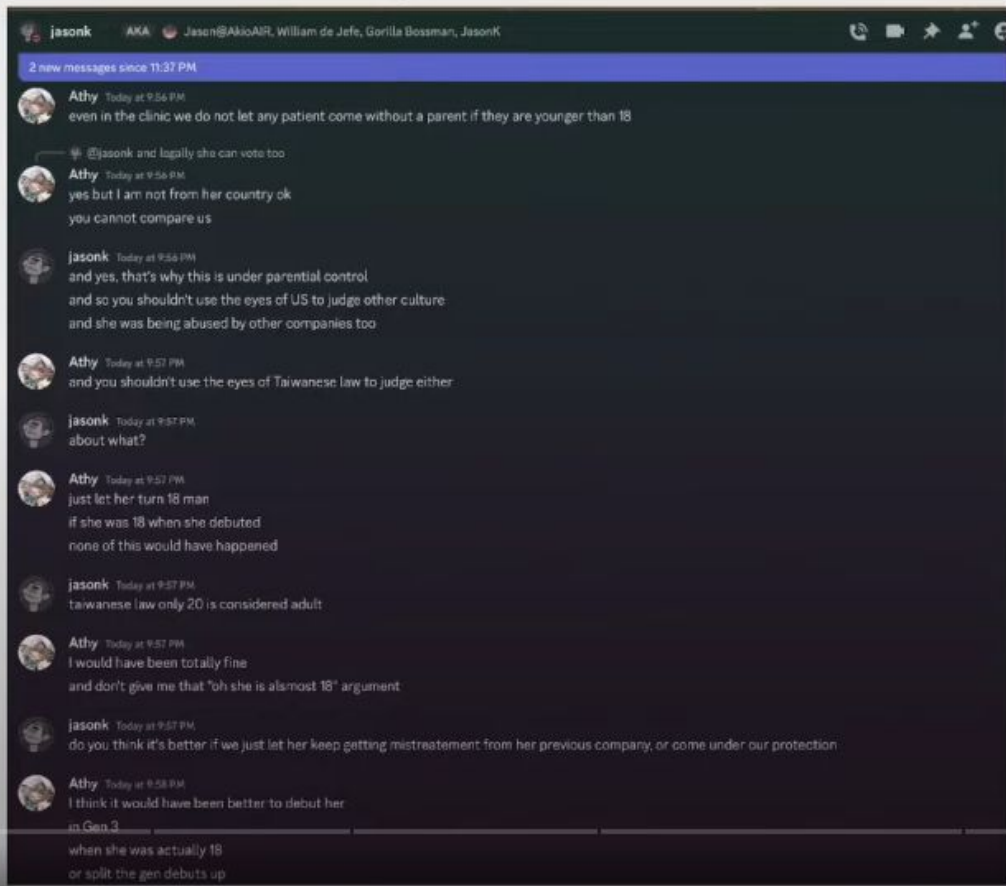 jasonk AKA Jason@AkioAIR, William de Jefe, Gorilla Bossman, JasonK
2 new messages since 11:37 PM
Athy Today at 9:56 PM
even in the clinic we do not let any patient come without a parent if they are younger than 18
@jasonk and legally she can vote too
Athy Today at 9:56 PM
yes but I am not from her country ok
you cannot compare us
jasonk Today at 9:56 PM
and yes, that's why this is under parental control
and so you shouldn't use the eyes of US to judge other culture
and she was being abused by other companies too
Athy Today at 9:57 PM
and you shouldn't use the eyes of Taiwanese law to judge either
jasonk Today at 9:57 PM
about what?
Athy Today at 9:57 PM
just let her turn 18 man
if she was 18 when she debuted
none of this would have happened
jasonk Today at 9:57 PM
taiwanese law only 20 is considered adult
Athy Today at 9:57 PM
I would have been totally fine
and don't give me that "oh she is alsmost 18" argument
jasonk Today at 9:57 PM
do you think it's better if we just let her keep getting mistreatement from her previous company, or come under our protection
Athy Today at 9:58 PM
I think it would have been better to debut her
in Gen 3
when she was actually 18
or split the gen debuts up